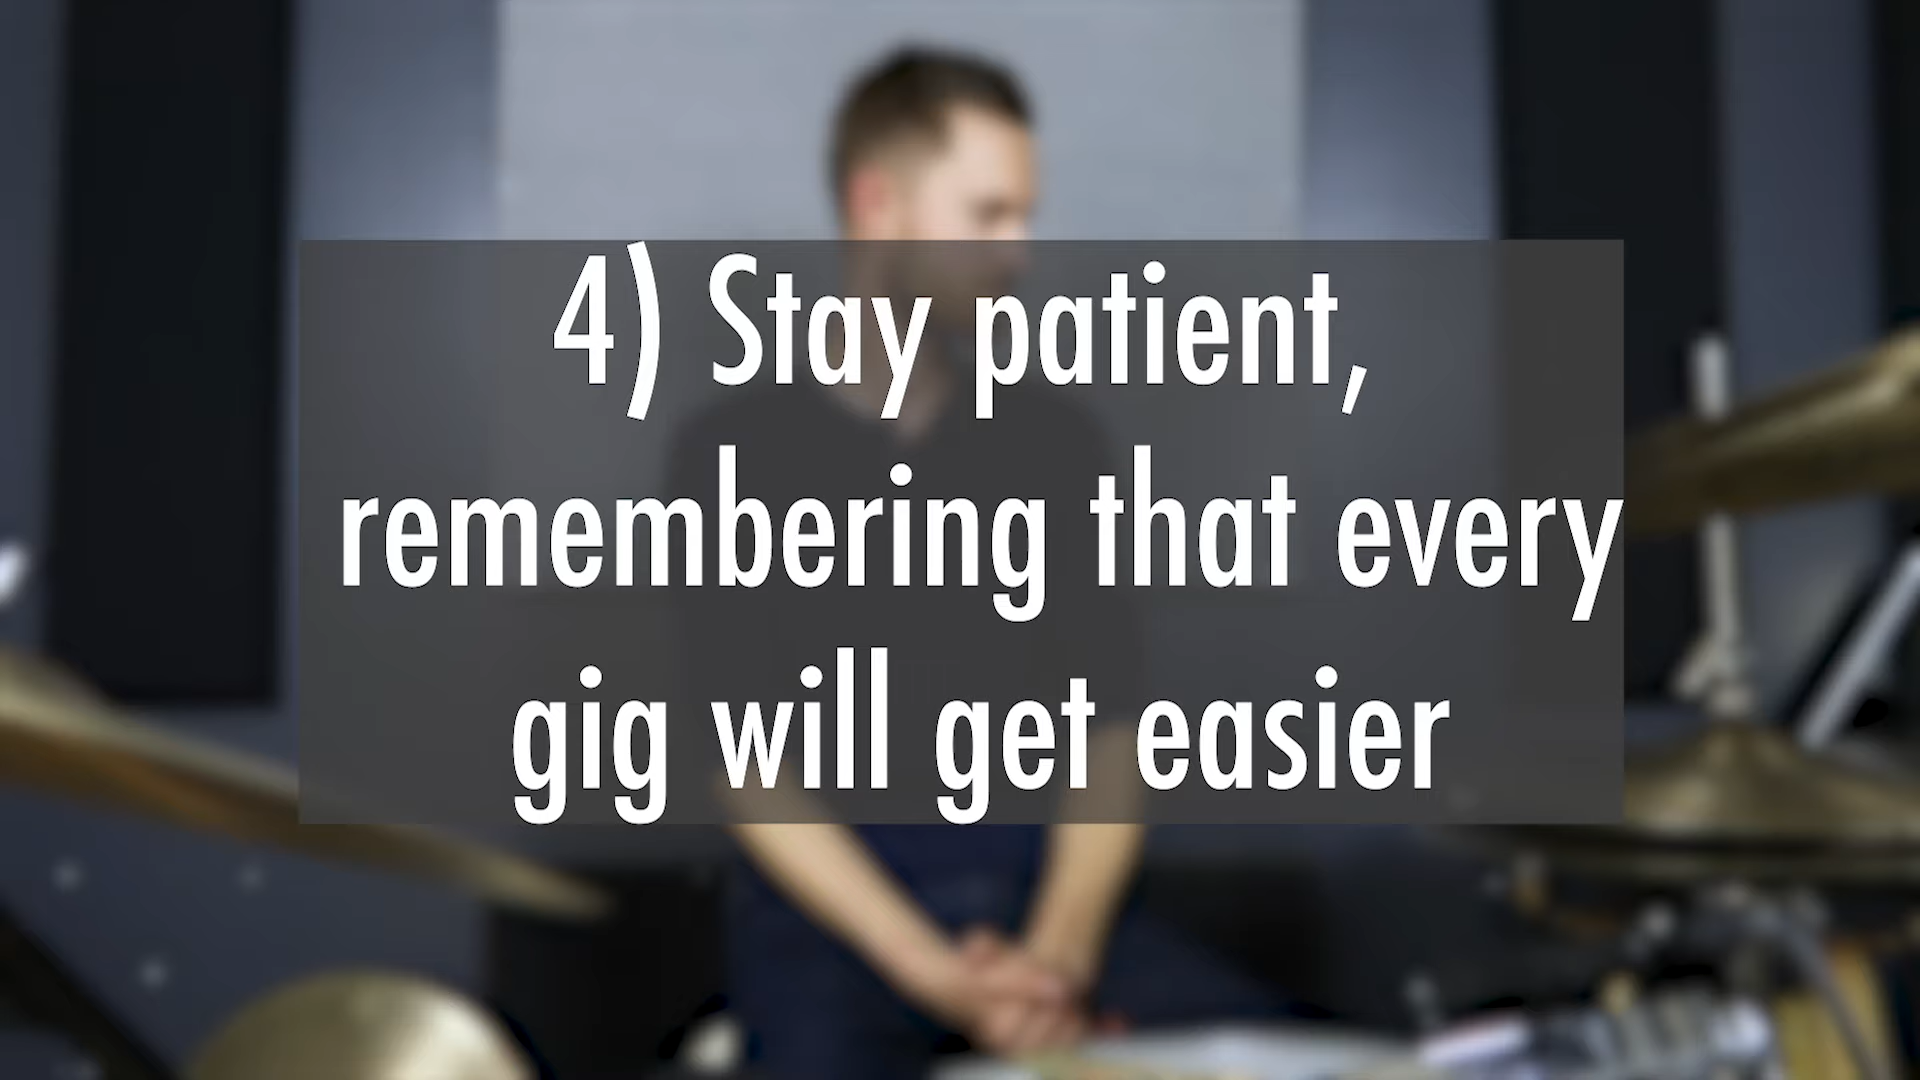 4) Stay patient,
remembering that every
gig will get easier